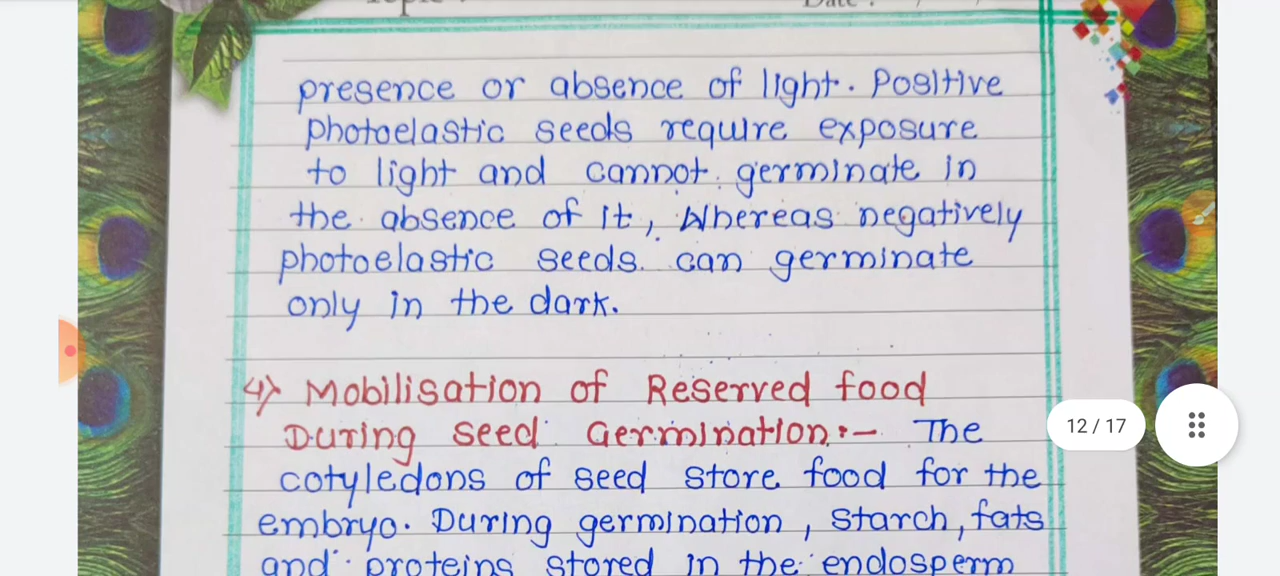 presence or absence of light. Positive
photoelastic seeds require exposure
to light and cannot germinate in
the absence of it, Whereas negatively
photoelastic seeds can germinate
only in the dark.
4) Mobilisation of Reserved food
During seed Germination:- The
12 / 17
cotyledons of seed store food for the
embryo. During germination, starch, fats
and proteins stored in the endosperm